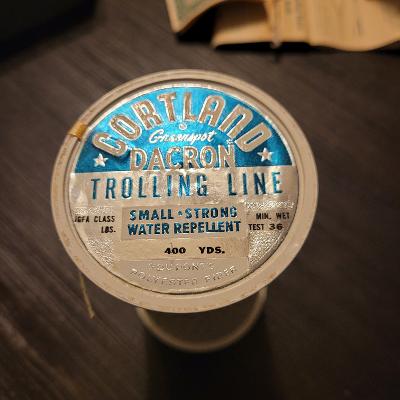 CORTLAND
Greenspot
DACRON
TROLLING LINE
IGFA CLASS
LBS.
SMALL • STRONG
WATER REPELLENT
MIN. WET
TEST 36
400 YDS.
DUPONT'S
POLYESTER FIBER